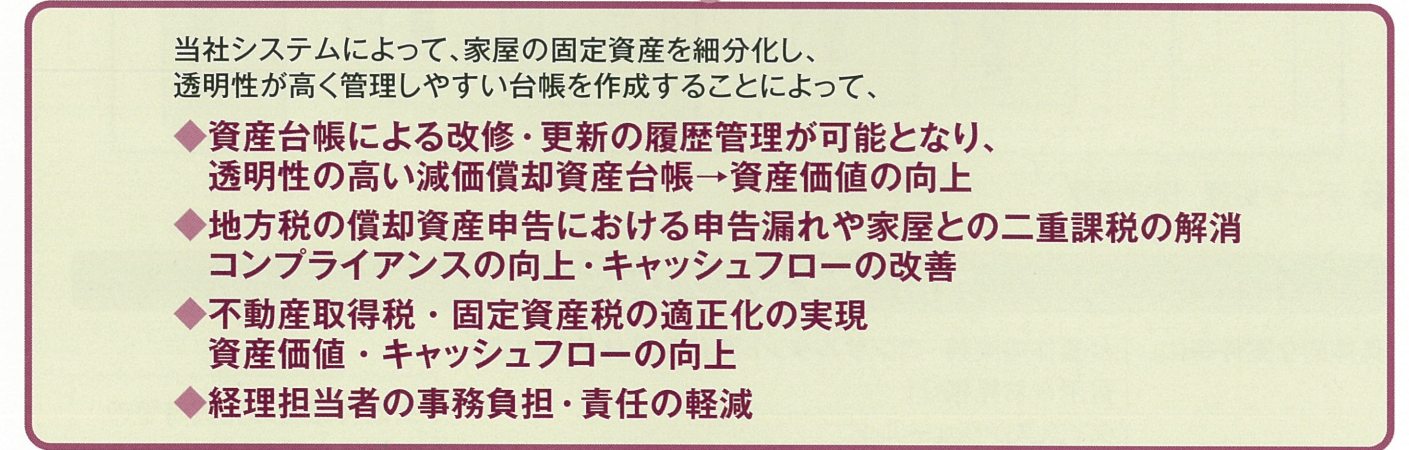 当社システムによって、家屋の固定資産を細分化し、
透明性が高く管理しやすい台帳を作成することによって、
◆資産台帳による改修・更新の履歴管理が可能となり、
透明性の高い減価償却資産台帳→資産価値の向上
◆地方税の償却資産申告における申告漏れや家屋との二重課税の解消
コンプライアンスの向上・キャッシュフローの改善
◆不動産取得税・固定資産税の適正化の実現
資産価値・キャッシュフローの向上
◆経理担当者の事務負担・責任の軽減